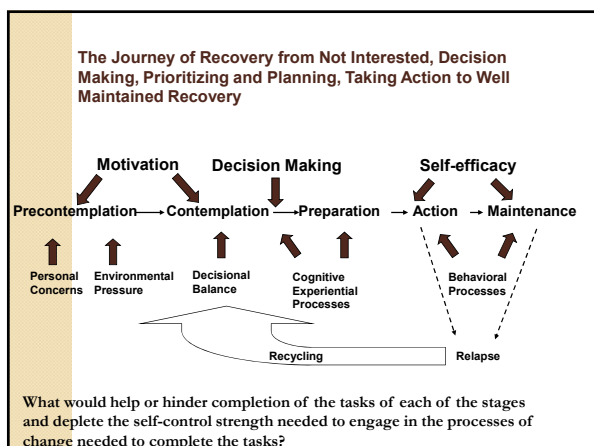 The Journey of Recovery from Not Interested, Decision
Making, Prioritizing and Planning, Taking Action to Well
Maintained Recovery
Motivation Decision Making Self-efficacy
Precontemplation Contemplation Preparation Action Maintenance
Personal
Concerns
Environmental
Pressure
Decisional
Balance
Cognitive
Experiential
Processes
Behavioral
Processes
Recycling Relapse
What would help or hinder completion of the tasks of each of the stages
and deplete the self-control strength needed to engage in the processes of
change needed to complete the tasks?